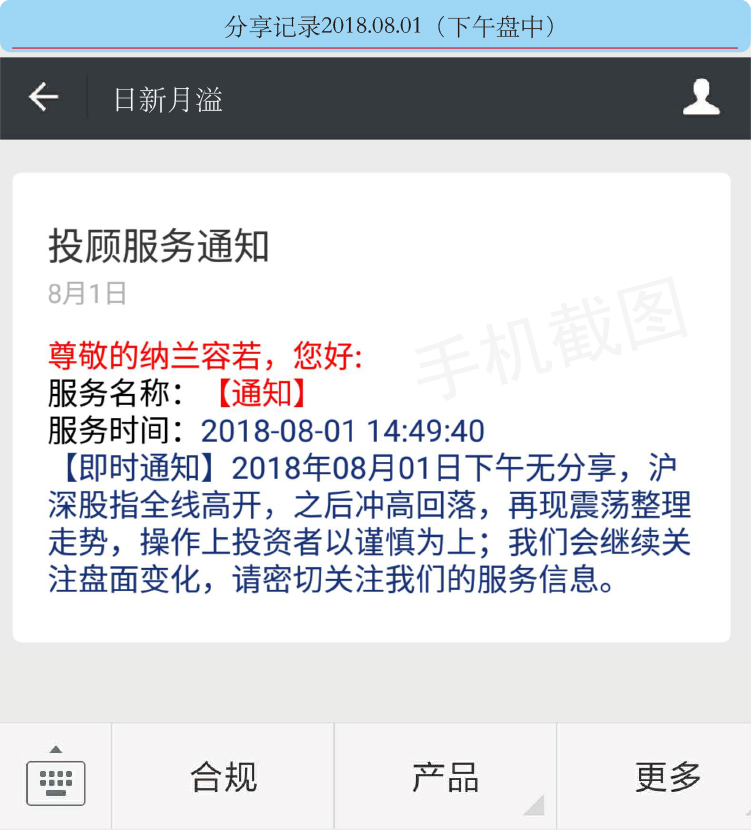 分享记录2018.08.01（下午盘中）
日新月溢
投顾服务通知
8月1日
手机截图
尊敬的纳兰容若，您好:
服务名称：【通知】
服务时间：2018-08-01 14:49:40
【即时通知】2018年08月01日下午无分享，沪
深股指全线高开，之后冲高回落，再现震荡整理
走势，操作上投资者以谨慎为上；我们会继续关
注盘面变化，请密切关注我们的服务信息。
合规
产品
更多